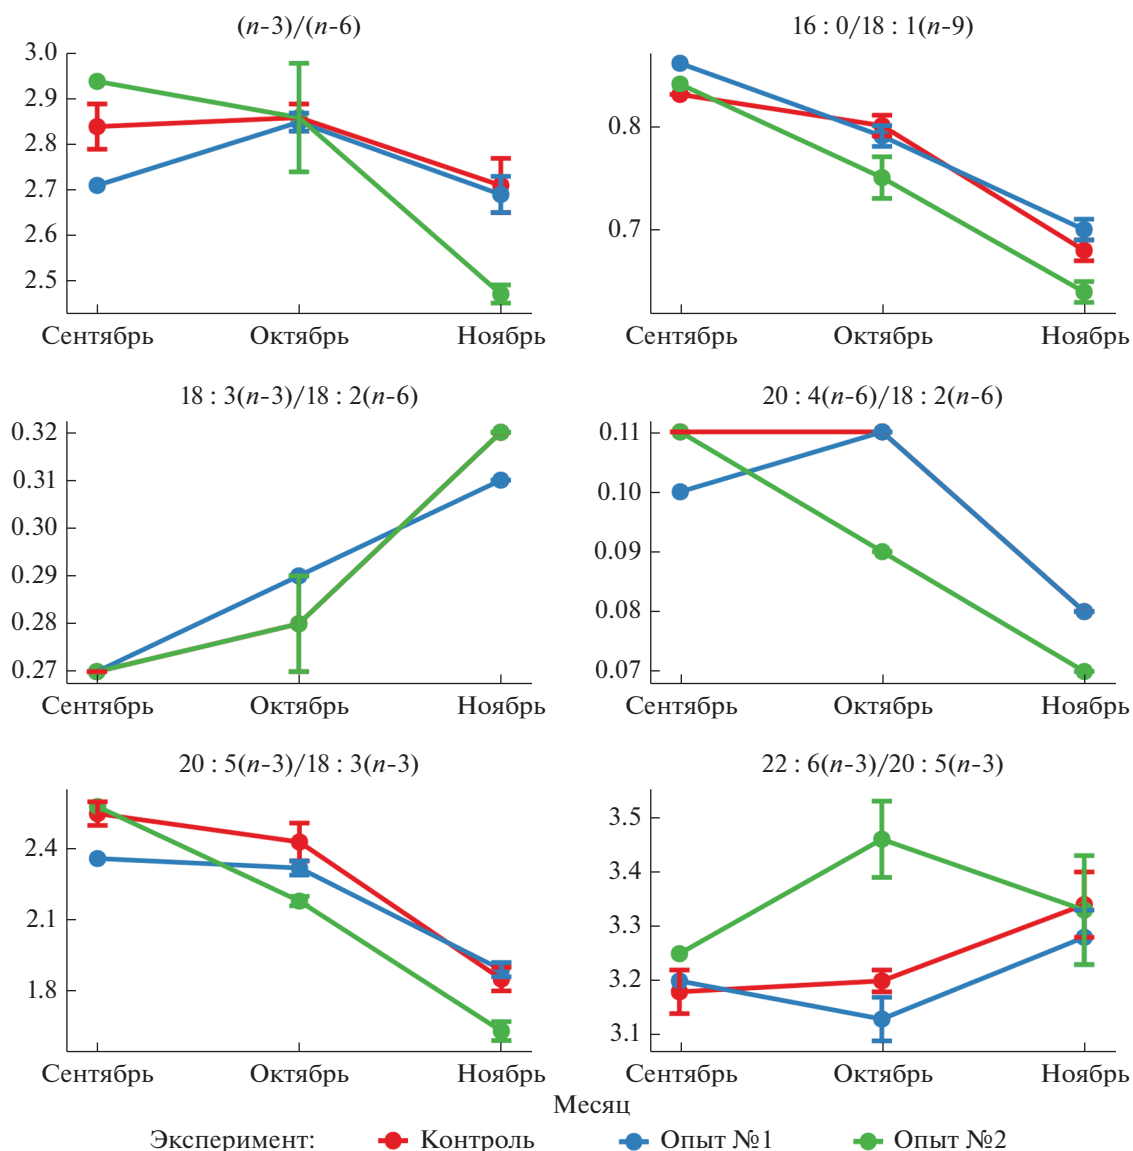 (n-3)/(n-6)
3.0
2.9
2.8
2.7
2.6
2.5
Сентябрь Октябрь Ноябрь
16 : 0/18 : 1(n-9)
0.8
0.7
Сентябрь Октябрь Ноябрь
18 : 3(n-3)/18 : 2(n-6)
0.32
0.31
0.30
0.29
0.28
0.27
Сентябрь Октябрь Ноябрь
20 : 4(n-6)/18 : 2(n-6)
0.11
0.10
0.09
0.08
0.07
Сентябрь Октябрь Ноябрь
20 : 5(n-3)/18 : 3(n-3)
2.4
2.1
1.8
Сентябрь Октябрь Ноябрь
22 : 6(n-3)/20 : 5(n-3)
3.5
3.4
3.3
3.2
3.1
Сентябрь Октябрь Ноябрь
Месяц
Эксперимент: Контроль Опыт №1 Опыт №2